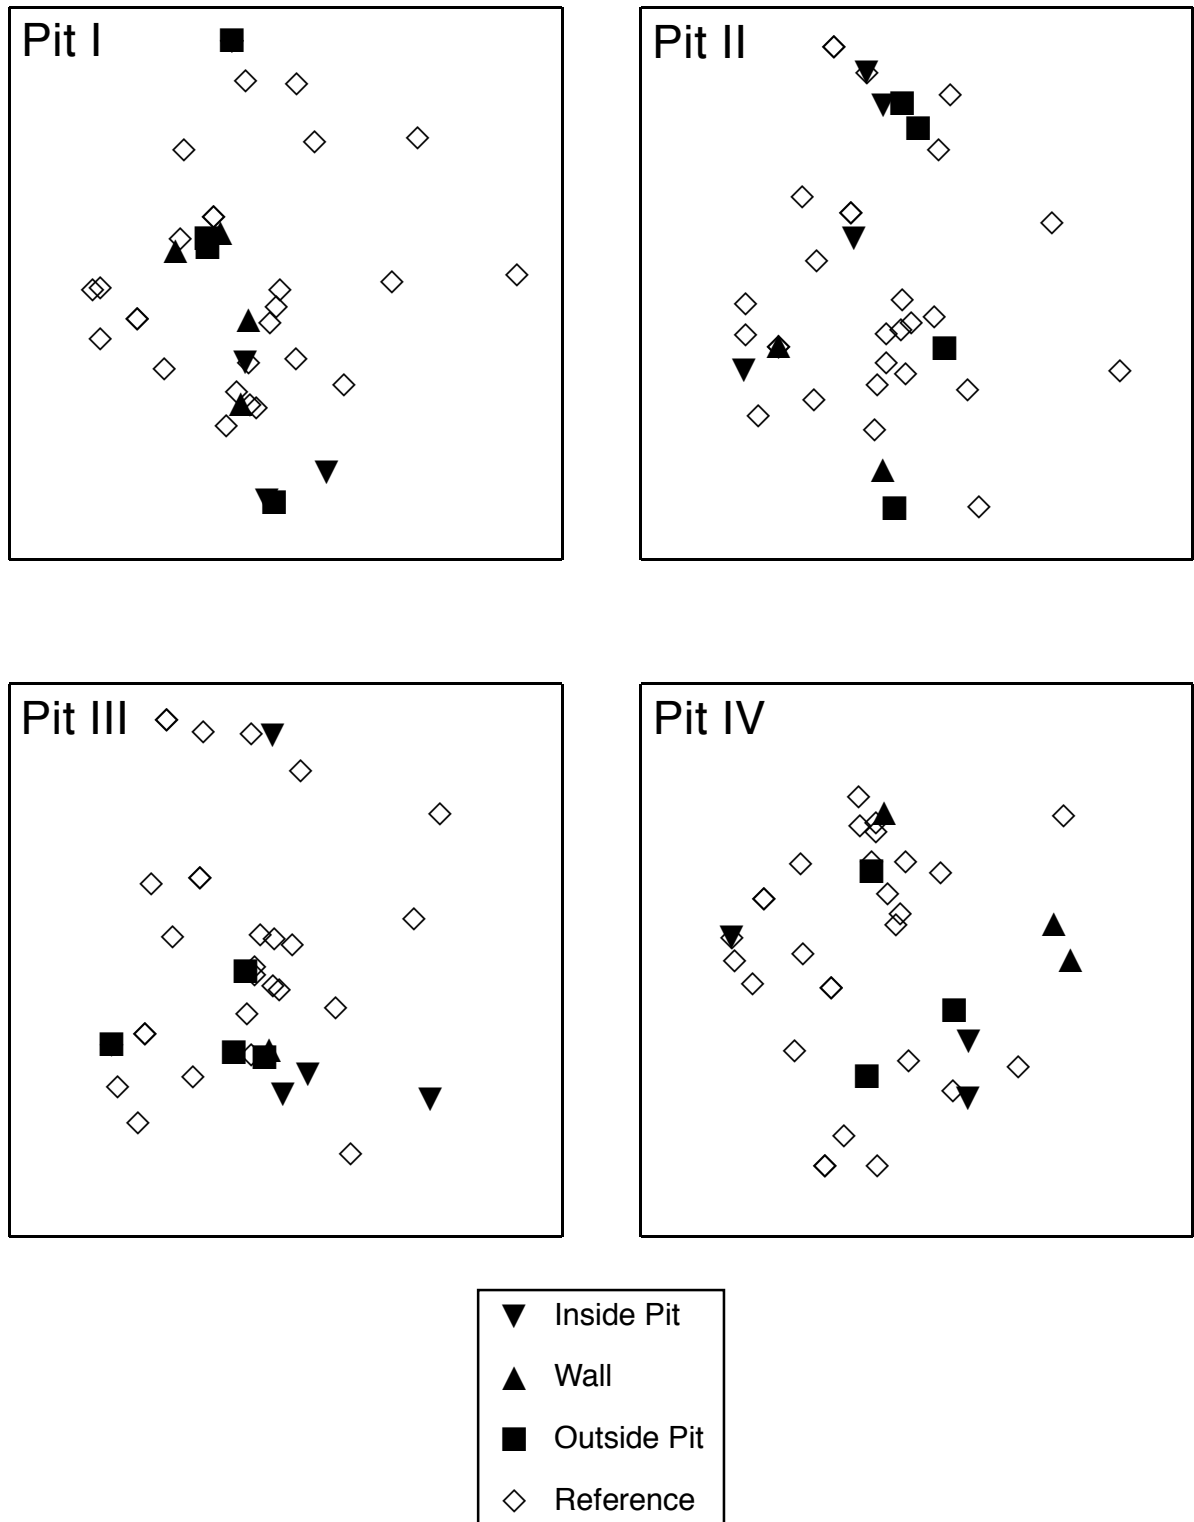 Pit I
Pit II
Pit III
Pit IV
Inside Pit
Wall
Outside Pit
Reference